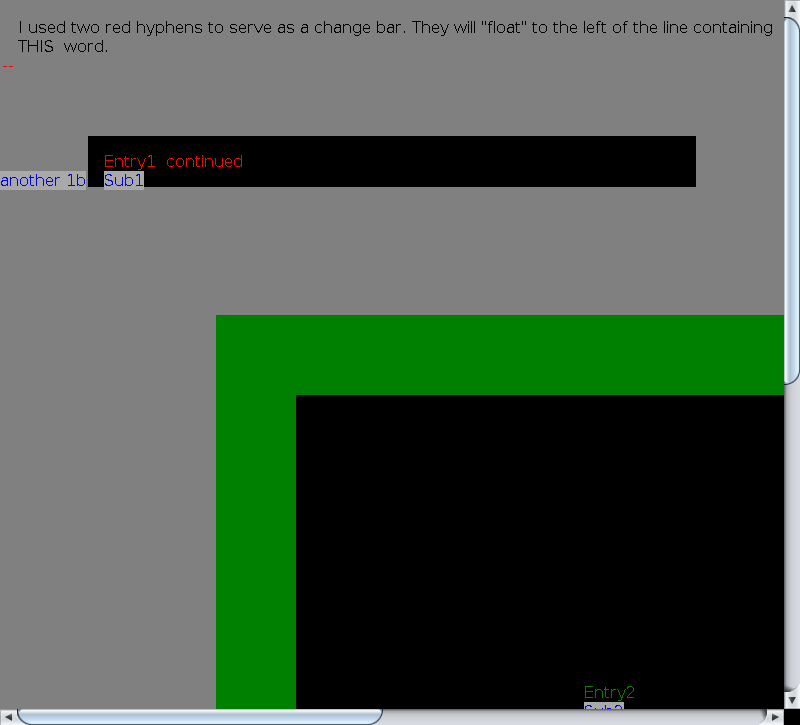 I used two red hyphens to serve as a change bar. They will "float" to the left of the line containing
THIS word.
--
Entry1 continued
another 1b Sub1
Entry2
Sub2